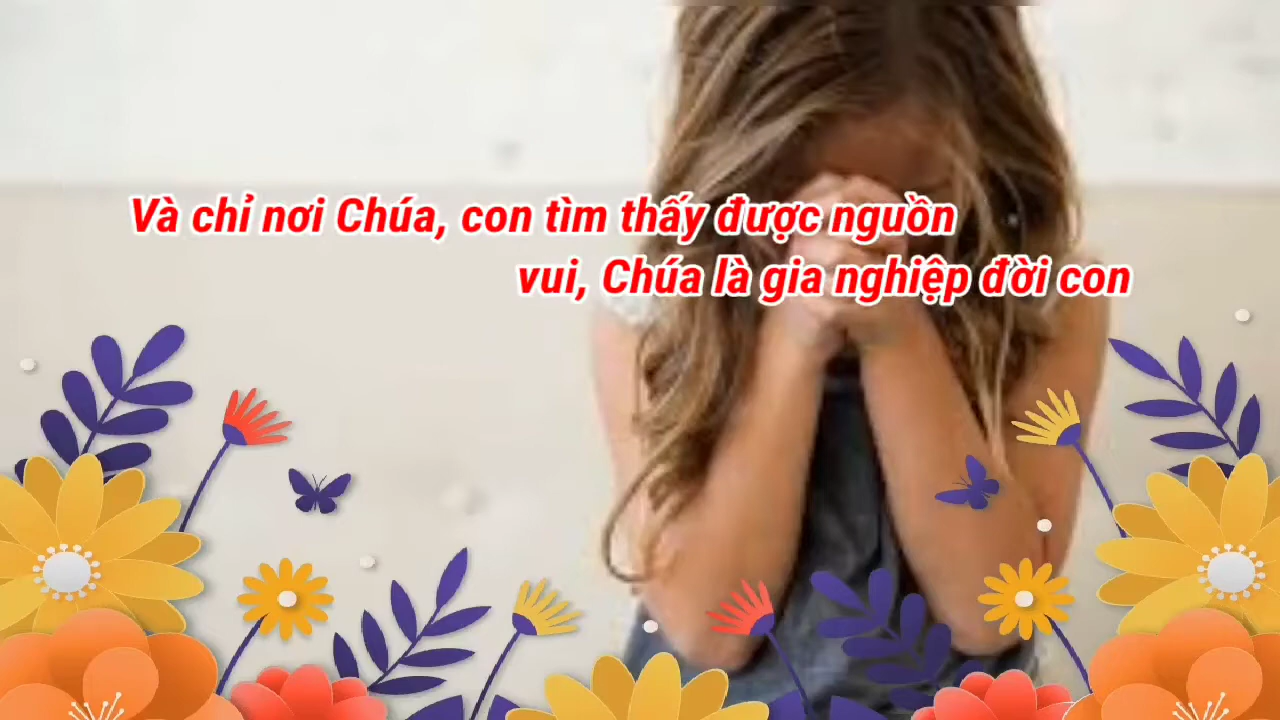 Và chỉ nơi Chúa, con tìm thấy được nguồn
vui, Chúa là gia nghiệp đời con